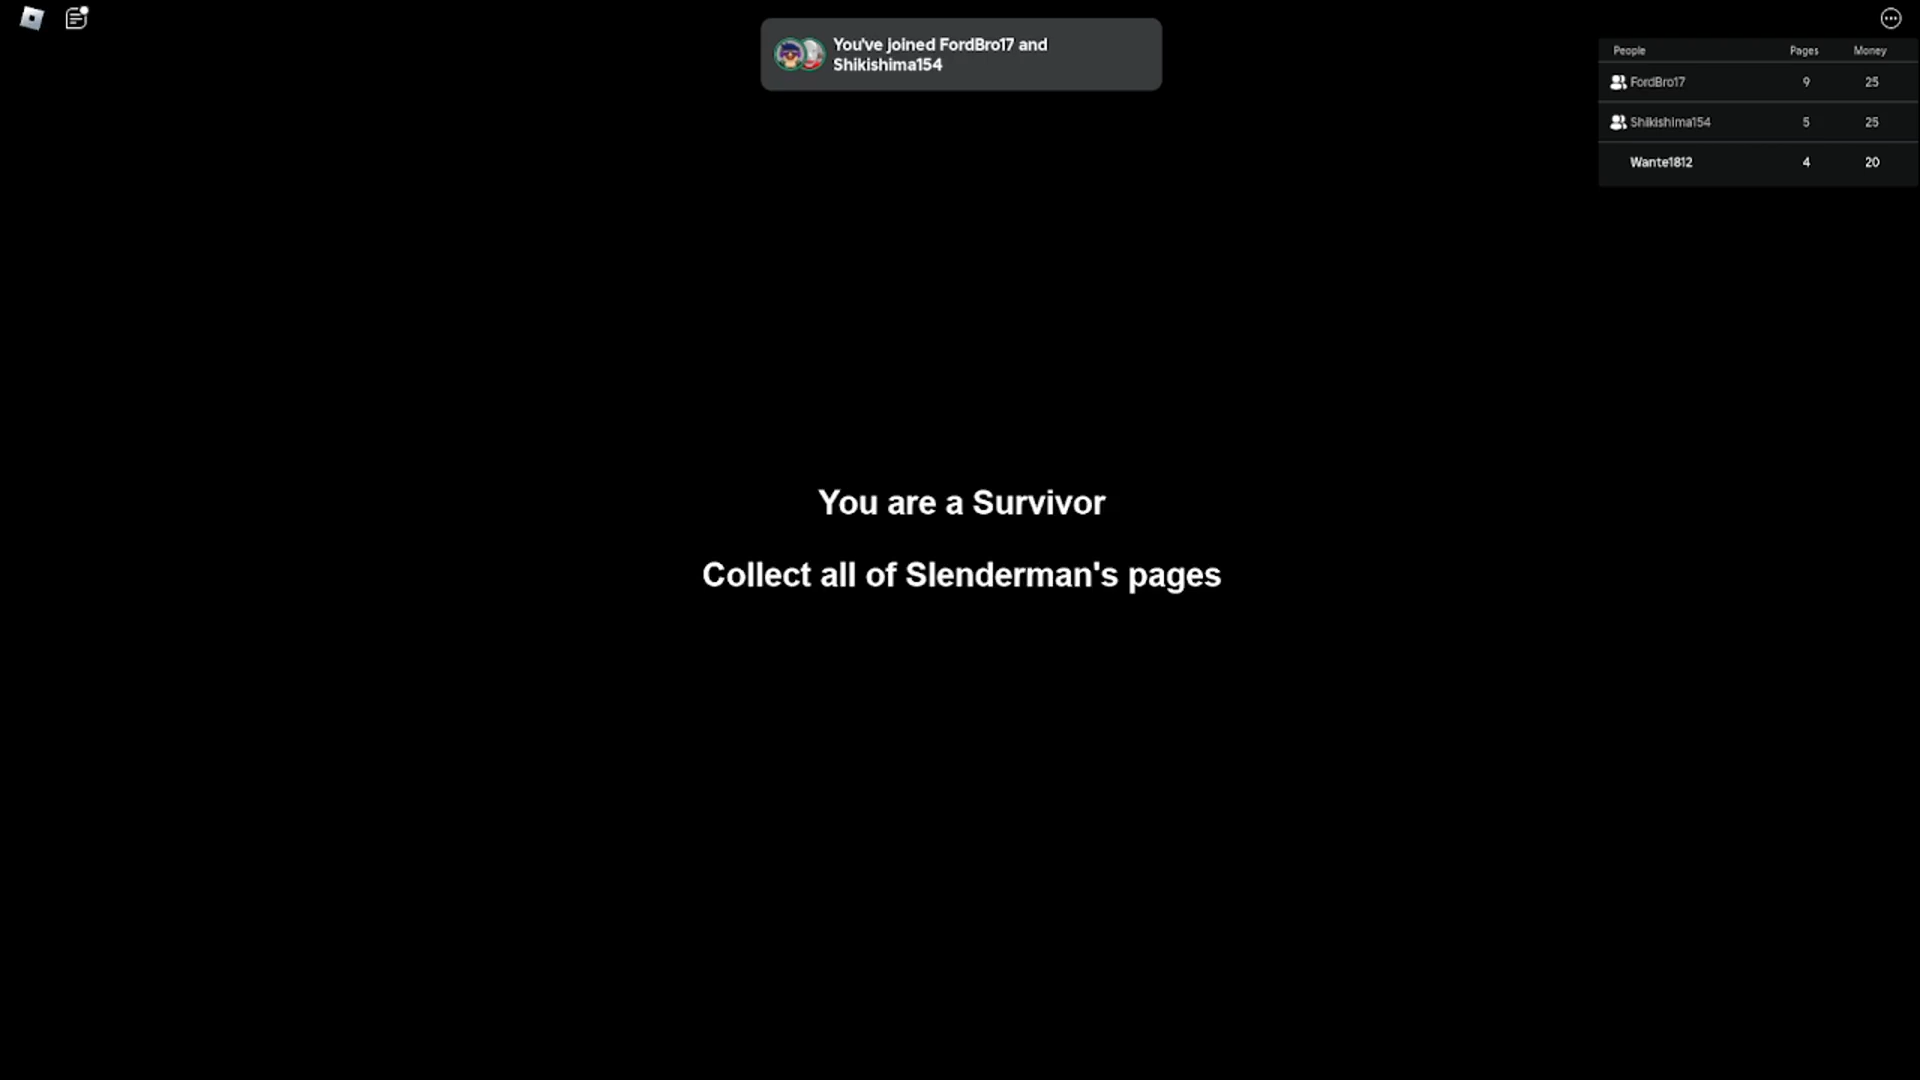 You've joined FordBro17 and
Shikishima154
People Pages Money
FordBro17 9 25
Shikishima154 5 25
Wante1812 4 20
You are a Survivor
Collect all of Slenderman's pages